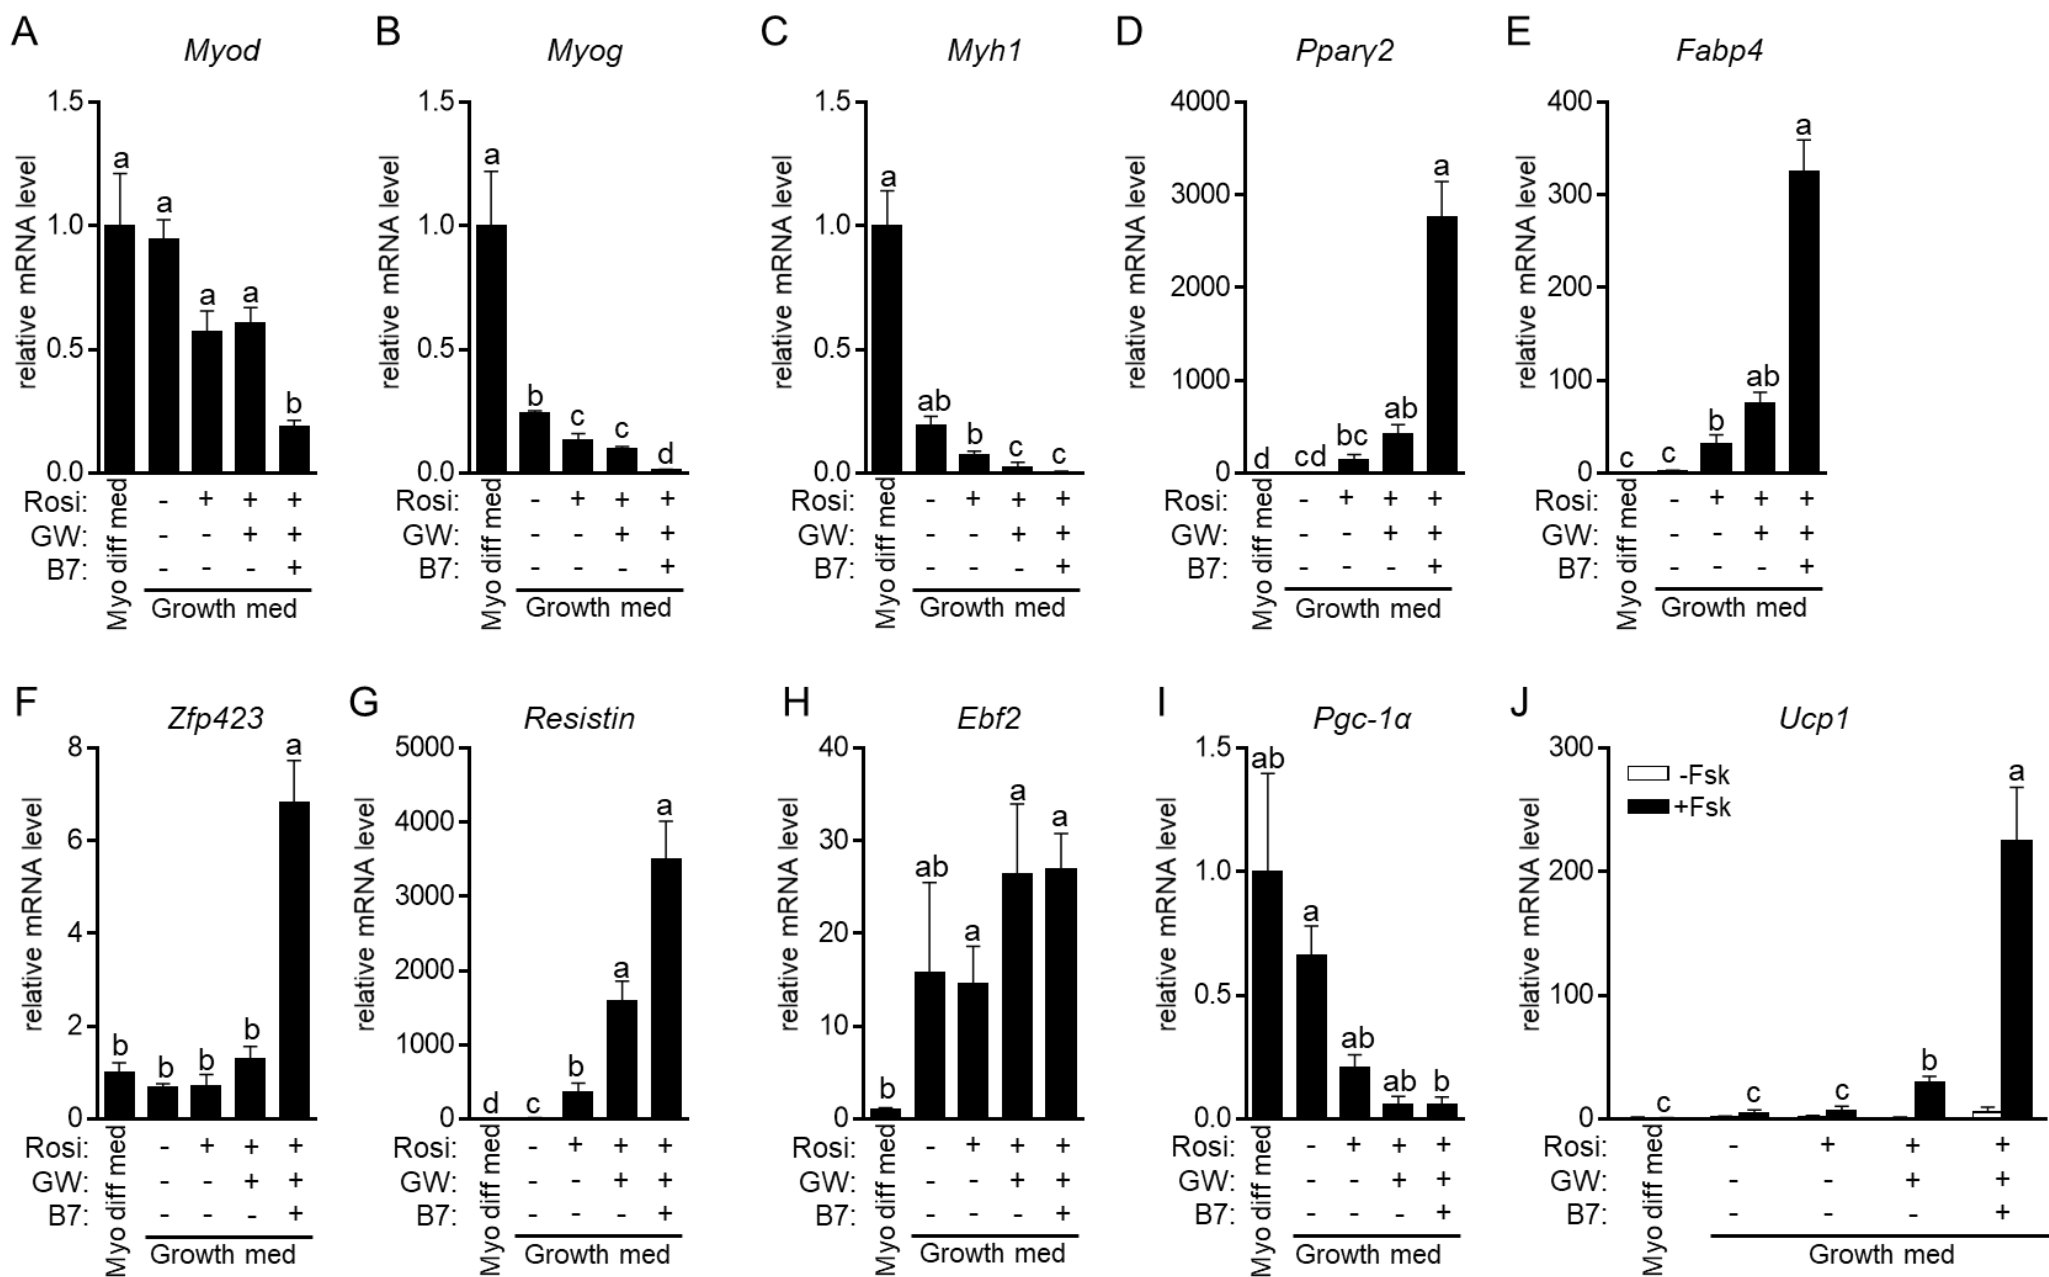 A
Myod
relative mRNA level
1.5
1.0
0.5
0.0
a
a
a
a
b
Rosi: - + + +
GW: - - + +
B7: - - - +
Myo diff med
Growth med
B
Myog
relative mRNA level
1.5
1.0
0.5
0.0
a
b
c
c
d
Rosi: - + + +
GW: - - + +
B7: - - - +
Myo diff med
Growth med
C
Myh1
relative mRNA level
1.5
1.0
0.5
0.0
a
ab
b
c
c
Rosi: - + + +
GW: - - + +
B7: - - - +
Myo diff med
Growth med
D
Pparγ2
relative mRNA level
4000
3000
2000
1000
0
d
cd
bc
ab
a
Rosi: - + + +
GW: - - + +
B7: - - - +
Myo diff med
Growth med
E
Fabp4
relative mRNA level
400
300
200
100
0
c
c
b
ab
a
Rosi: - + + +
GW: - - + +
B7: - - - +
Myo diff med
Growth med
F
Zfp423
relative mRNA level
8
6
4
2
0
b
b
b
b
a
Rosi: - + + +
GW: - - + +
B7: - - - +
Myo diff med
Growth med
G
Resistin
relative mRNA level
5000
4000
3000
2000
1000
0
d
c
b
a
a
Rosi: - + + +
GW: - - + +
B7: - - - +
Myo diff med
Growth med
H
Ebf2
relative mRNA level
40
30
20
10
0
b
ab
a
a
a
Rosi: - + + +
GW: - - + +
B7: - - - +
Myo diff med
Growth med
I
Pgc-1α
relative mRNA level
1.5
1.0
0.5
0.0
ab
a
ab
ab
b
Rosi: - + + +
GW: - - + +
B7: - - - +
Myo diff med
Growth med
J
Ucp1
relative mRNA level
300
200
100
0
-Fsk
+Fsk
c
c
c
b
a
Rosi: - + + +
GW: - - + +
B7: - - - +
Myo diff med
Growth med